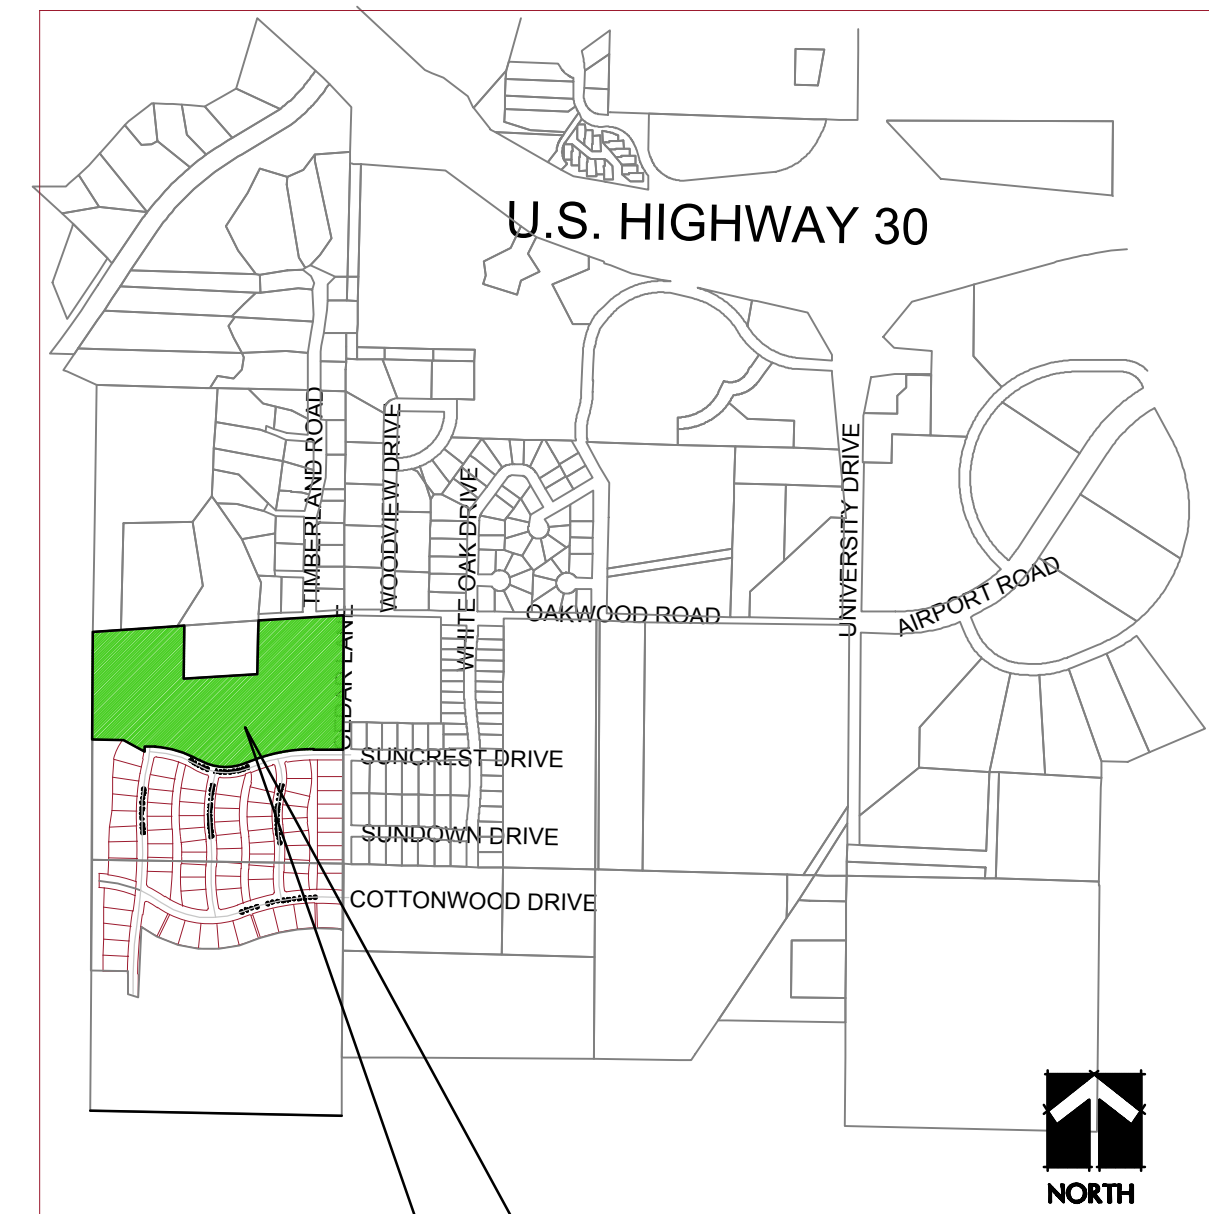 U.S. HIGHWAY 30
TIMBERLAND ROAD
WOODVIEW DRIVE
WHITE OAK DRIVE
UNIVERSITY DRIVE
AIRPORT ROAD
OAKWOOD ROAD
CEDAR LANE
SUNCREST DRIVE
SUNDOWN DRIVE
COTTONWOOD DRIVE
NORTH